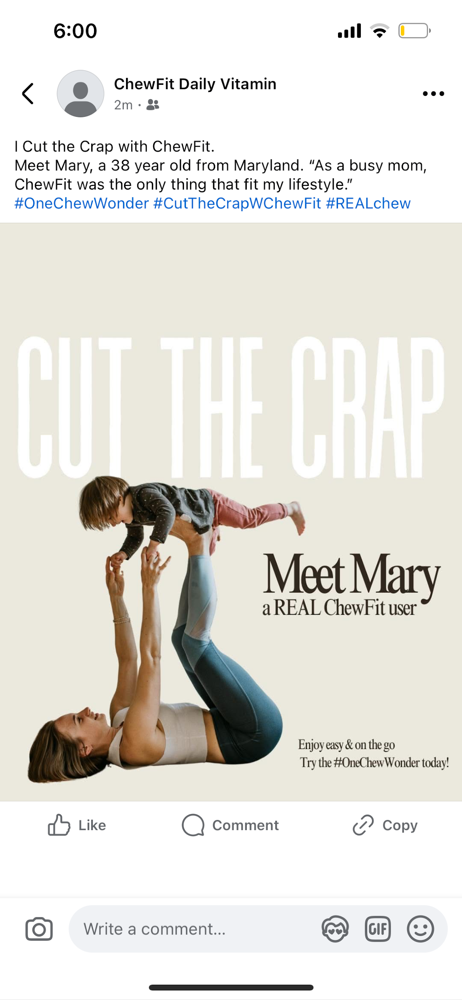 6:00
ChewFit Daily Vitamin
2m ·
I Cut the Crap with ChewFit.
Meet Mary, a 38 year old from Maryland. “As a busy mom,
ChewFit was the only thing that fit my lifestyle.”
#OneChewWonder #CutTheCrapWChewFit #REALchew
CUT THE CRAP
Meet Mary
a REAL ChewFit user
Enjoy easy & on the go
Try the #OneChewWonder today!
Like
Comment
Copy
Write a comment...
GIF